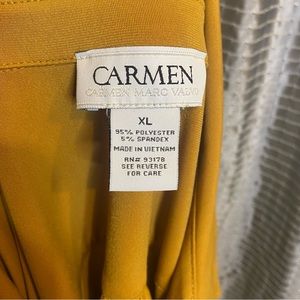 CARMEN
CARMEN MARC VALVO
XL
95% POLYESTER
5% SPANDEX
MADE IN VIETNAM
RN# 93178
SEE REVERSE
FOR CARE